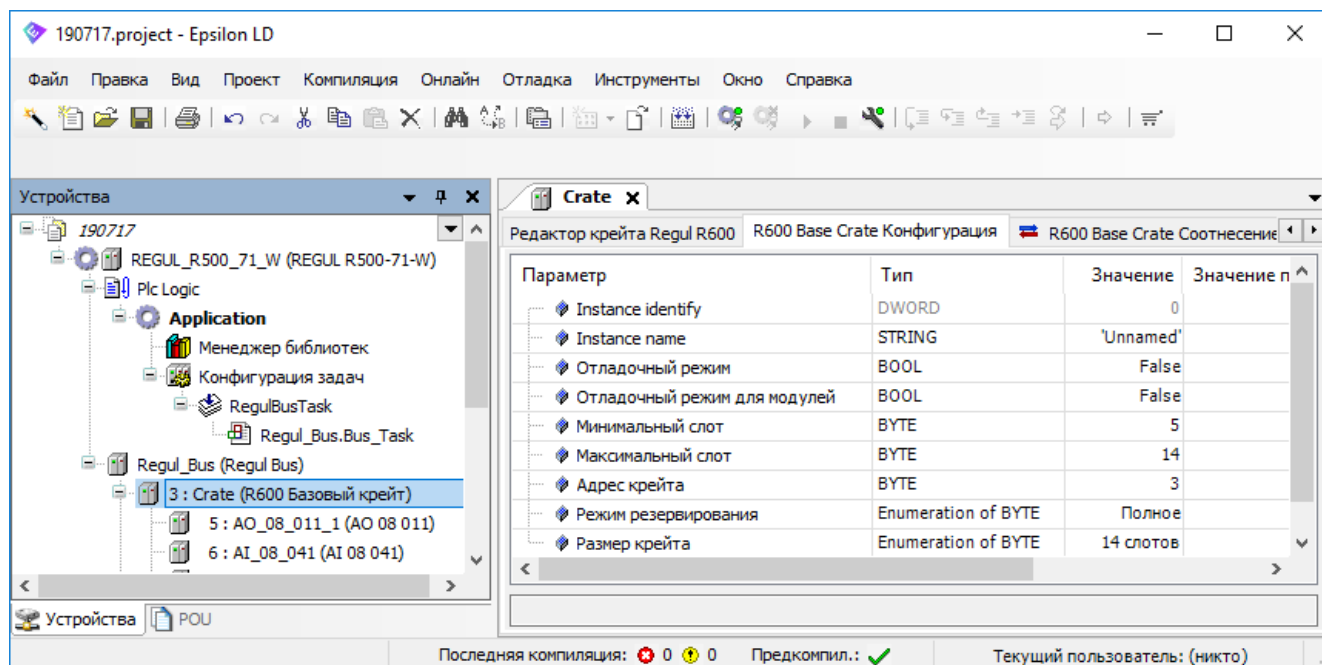 190717.project - Epsilon LD
Файл Правка Вид Проект Компиляция Онлайн Отладка Инструменты Окно Справка
Устройства
190717
REGUL_R500_71_W (REGUL R500-71-W)
Plc Logic
Application
Менеджер библиотек
Конфигурация задач
RegulBusTask
Regul_Bus.Bus_Task
Regul_Bus (Regul Bus)
3 : Crate (R600 Базовый крейт)
5 : AO_08_011_1 (AO 08 011)
6 : AI_08_041 (AI 08 041)
Устройства POU
Crate
Редактор крейта Regul R600 R600 Base Crate Конфигурация R600 Base Crate Соотнесение
Параметр Тип Значение Значение п
Instance identify DWORD 0
Instance name STRING 'Unnamed'
Отладочный режим BOOL False
Отладочный режим для модулей BOOL False
Минимальный слот BYTE 5
Максимальный слот BYTE 14
Адрес крейта BYTE 3
Режим резервирования Enumeration of BYTE Полное
Размер крейта Enumeration of BYTE 14 слотов
Последняя компиляция: 0 0 Предкомпил.: Текущий пользователь: (никто)